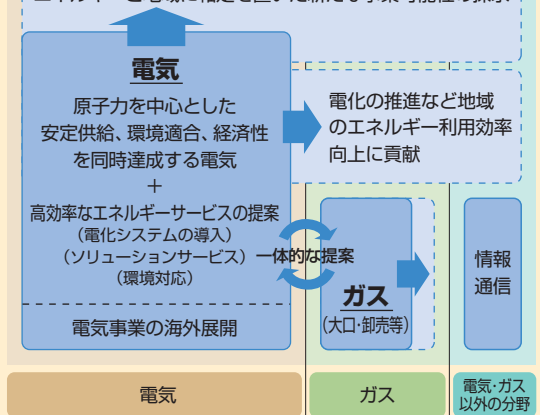 電気
原子力を中心とした
安定供給、環境適合、経済性
を同時達成する電気
+
高効率なエネルギーサービスの提案
(電化システムの導入)
(ソリューションサービス)
(環境対応)
電気事業の海外展開
電化の推進など地域
のエネルギー利用効率
向上に貢献
一体的な提案
ガス
(大口・卸売等)
情報
通信
電気
ガス
電気・ガス
以外の分野